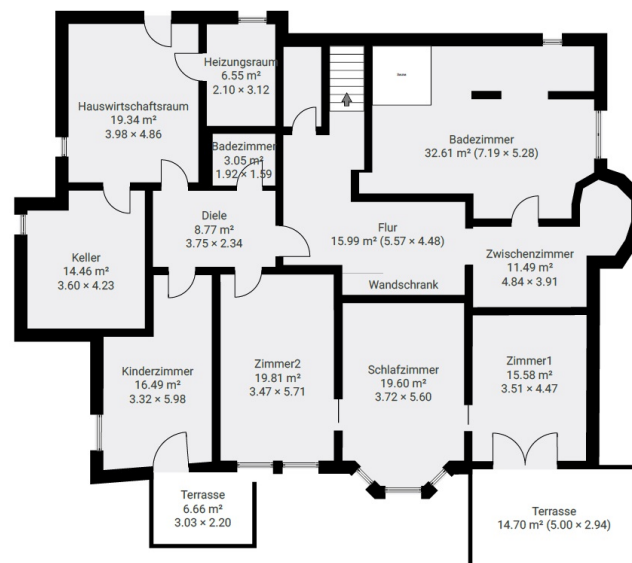 Heizungsraum
6.55 m²
2.10 × 3.12
Hauswirtschaftsraum
19.34 m²
3.98 × 4.86
Badezimmer
32.61 m² (7.19 × 5.28)
Badezimmer
3.05 m²
1.92 × 1.59
Diele
8.77 m²
3.75 × 2.34
Flur
15.99 m² (5.57 × 4.48)
Zwischenzimmer
11.49 m²
4.84 × 3.91
Keller
14.46 m²
3.60 × 4.23
Wandschrank
Kinderzimmer
16.49 m²
3.32 × 5.98
Zimmer2
19.81 m²
3.47 × 5.71
Schlafzimmer
19.60 m²
3.72 × 5.60
Zimmer1
15.58 m²
3.51 × 4.47
Terrasse
6.66 m²
3.03 × 2.20
Terrasse
14.70 m² (5.00 × 2.94)